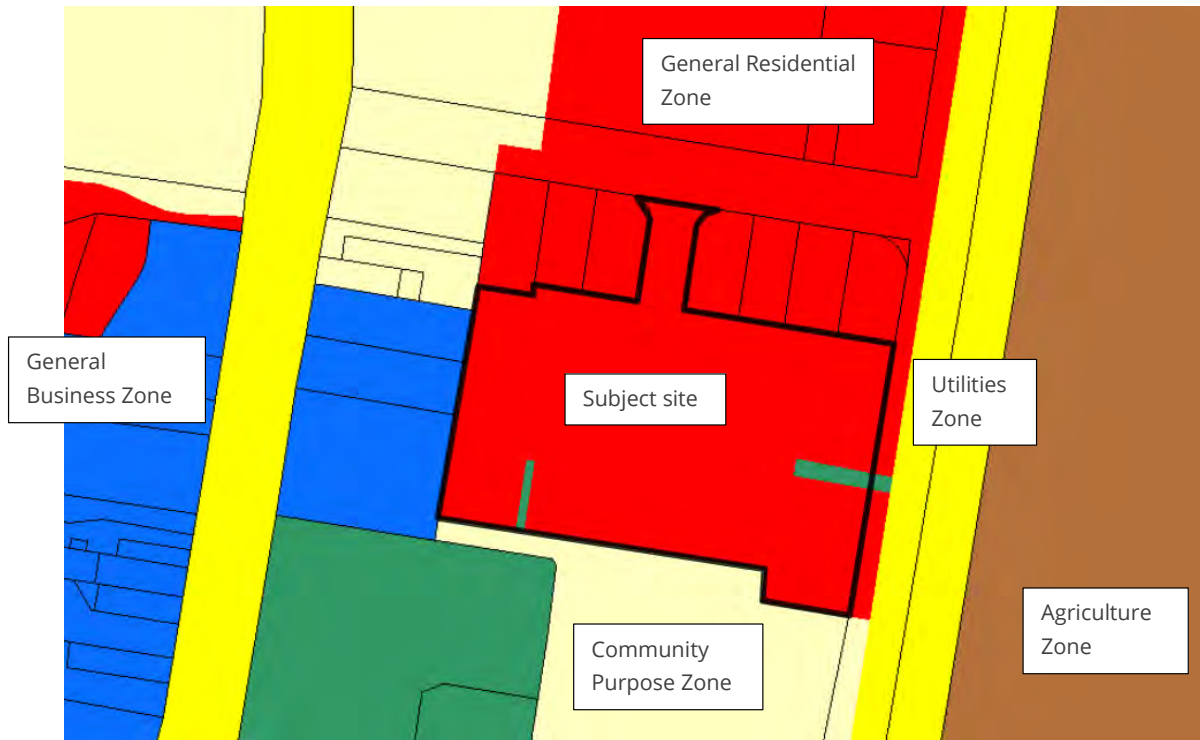 General Residential
Zone
General
Business Zone
Subject site
Utilities
Zone
Community
Purpose Zone
Agriculture
Zone